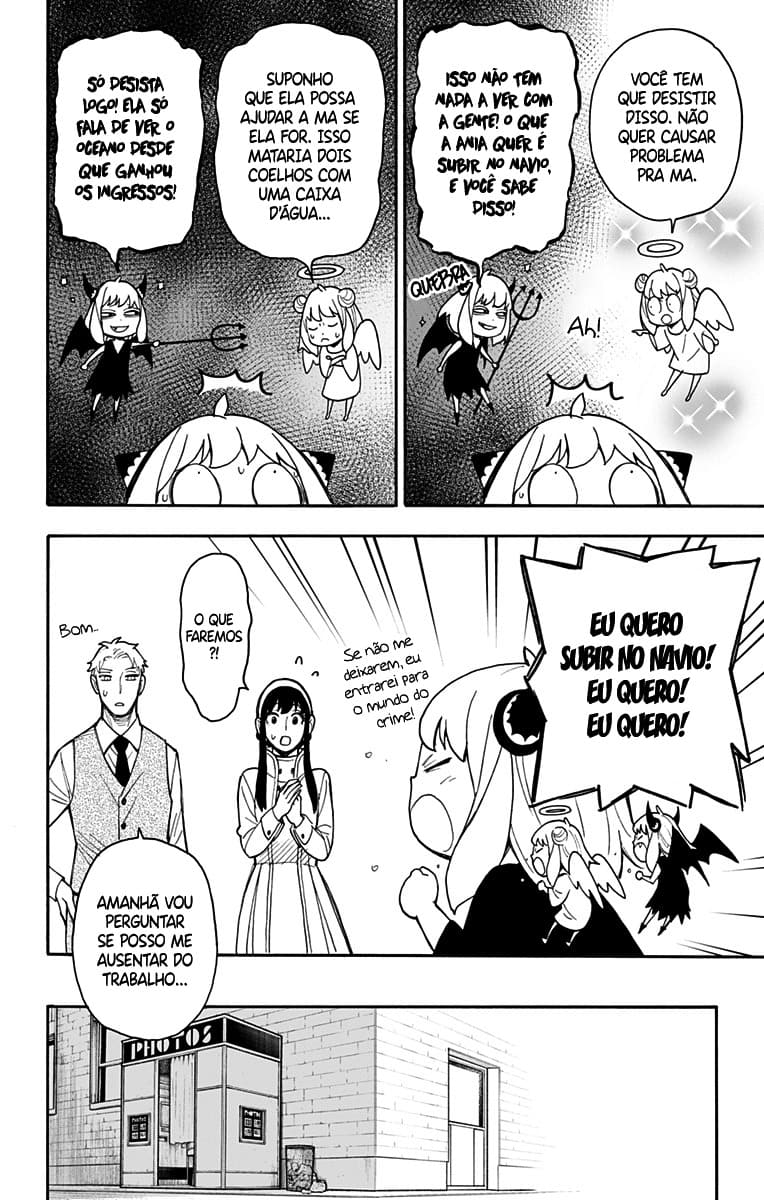 VOCÊ TEM
QUE DESISTIR
DISSO. NÃO
QUER CAUSAR
PROBLEMA
PRA MA.
Ah!
ISSO NÃO TEM
NADA A VER COM
A GENTE! O QUE
A ANIA QUER É
SUBIR NO NAVIO,
E VOCÊ SABE
DISSO!
QUEBRA
SUPONHO
QUE ELA POSSA
AJUDAR A MA SE
ELA FOR. ISSO
MATARIA DOIS
COELHOS COM
UMA CAIXA
D'ÁGUA...
SÓ DESISTA
LOGO! ELA SÓ
FALA DE VER O
OCEANO DESDE
QUE GANHOU
OS INGRESSOS!
EU QUERO
SUBIR NO NAVIO!
EU QUERO!
EU QUERO!
Se não me
deixarem, eu
entrarei para
o mundo do
crime!
O QUE
FAREMOS
?!
Bom..
AMANHÃ VOU
PERGUNTAR
SE POSSO ME
AUSENTAR DO
TRABALHO...
PHOTOS
PHOTOS
PHOTOS